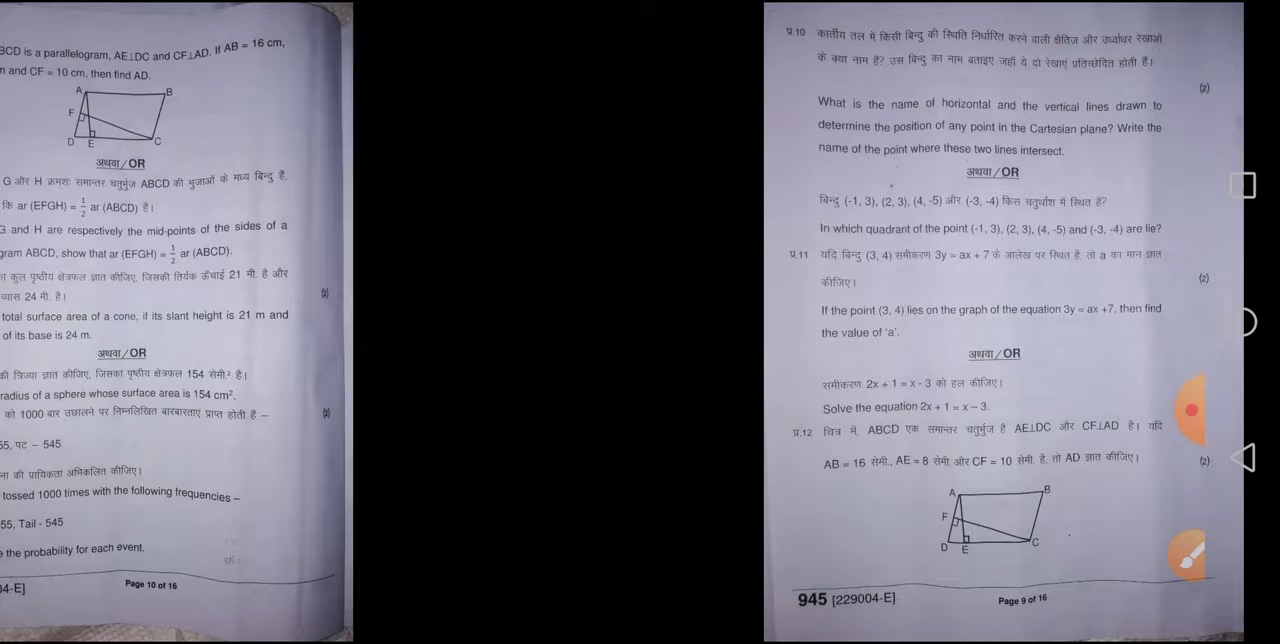 BCD is a parallelogram, AE⊥DC and CF⊥AD. If AB = 16 cm,
and CF = 10 cm, then find AD.
A B
F
D E C
अथवा/OR
G और H क्रमशः समान्तर चतुर्भुज ABCD की भुजाओं के मध्य बिन्दु हैं,
कि ar (EFGH) = 1/2 ar (ABCD) है।
G and H are respectively the mid-points of the sides of a
gram ABCD, show that ar (EFGH) = 1/2 ar (ABCD).
का कुल पृष्ठीय क्षेत्रफल ज्ञात कीजिए, जिसकी तिर्यक ऊँचाई 21 मी. है और
व्यास 24 मी. है।
(2)
total surface area of a cone, if its slant height is 21 m and
of its base is 24 m.
अथवा/OR
की त्रिज्या ज्ञात कीजिए, जिसका पृष्ठीय क्षेत्रफल 154 सेमी.² है।
radius of a sphere whose surface area is 154 cm².
को 1000 बार उछालने पर निम्नलिखित बारबारताएं प्राप्त होती हैं –
(2)
55, पट – 545
ना की प्रायिकता अभिकलित कीजिए।
tossed 1000 times with the following frequencies –
55, Tail - 545
the probability for each event.
04-E]
Page 10 of 16
प्र.10 कार्तीय तल में किसी बिन्दु की स्थिति निर्धारित करने वाली क्षैतिज और उर्ध्वाधर रेखाओं
के क्या नाम हैं? उस बिन्दु का नाम बताइए जहाँ ये दो रेखाएं प्रतिच्छेदित होती हैं।
(2)
What is the name of horizontal and the vertical lines drawn to
determine the position of any point in the Cartesian plane? Write the
name of the point where these two lines intersect.
अथवा/OR
बिन्दु (-1, 3), (2, 3), (4, -5) और (-3, -4) किस चतुर्थांश में स्थित हैं?
In which quadrant of the point (-1, 3), (2, 3), (4, -5) and (-3, -4) are lie?
प्र.11 यदि बिन्दु (3, 4) समीकरण 3y = ax + 7 के आलेख पर स्थित है, तो a का मान ज्ञात
कीजिए।
(2)
If the point (3, 4) lies on the graph of the equation 3y = ax +7, then find
the value of 'a'.
अथवा/OR
समीकरण 2x + 1 = x - 3 को हल कीजिए।
Solve the equation 2x + 1 = x – 3.
प्र.12 चित्र में, ABCD एक समान्तर चतुर्भुज है AE⊥DC और CF⊥AD है। यदि
AB = 16 सेमी., AE = 8 सेमी. और CF = 10 सेमी. है, तो AD ज्ञात कीजिए।
(2)
A B
F
D E C
945 [229004-E]
Page 9 of 16